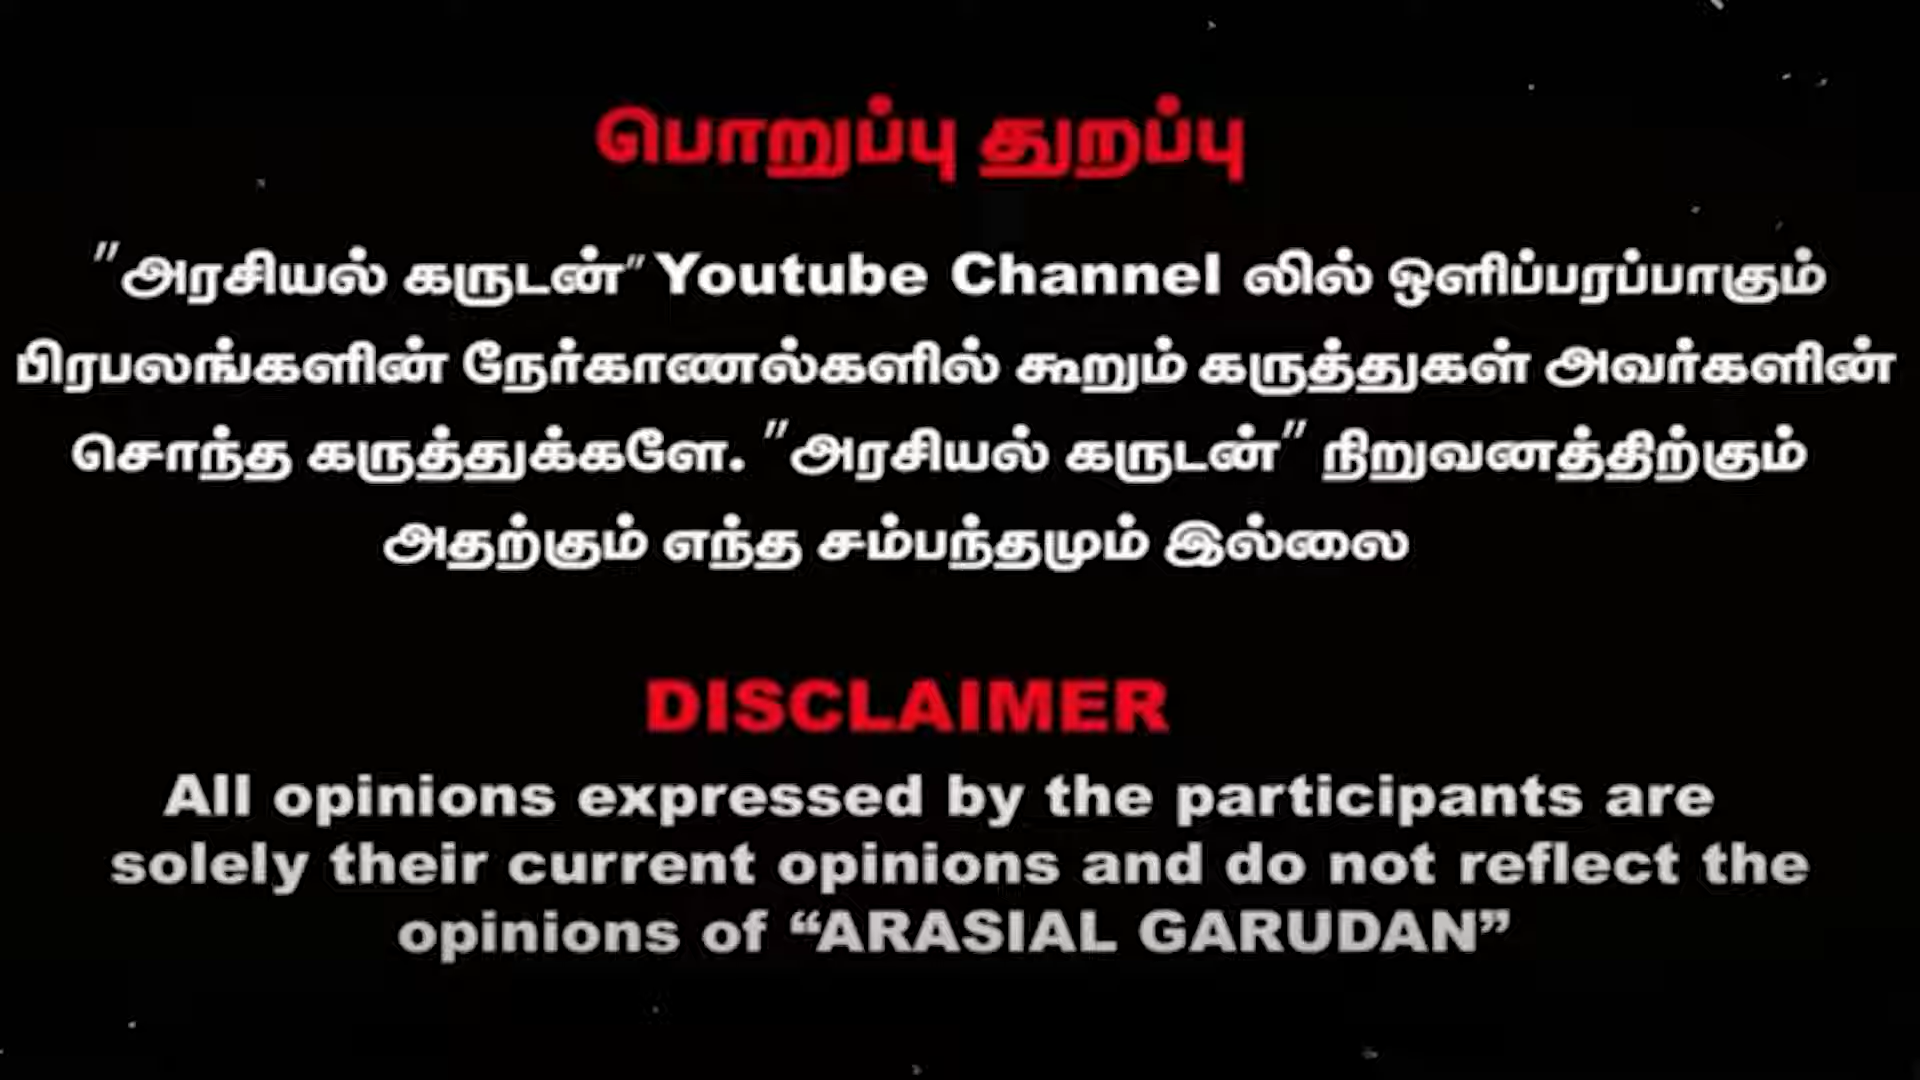 பொறுப்பு துறப்பு
"அரசியல் கருடன்" Youtube Channel லில் ஒளிப்பரப்பாகும்
பிரபலங்களின் நேர்காணல்களில் கூறும் கருத்துகள் அவர்களின்
சொந்த கருத்துக்களே. "அரசியல் கருடன்" நிறுவனத்திற்கும்
அதற்கும் எந்த சம்பந்தமும் இல்லை
DISCLAIMER
All opinions expressed by the participants are
solely their current opinions and do not reflect the
opinions of “ARASIAL GARUDAN”